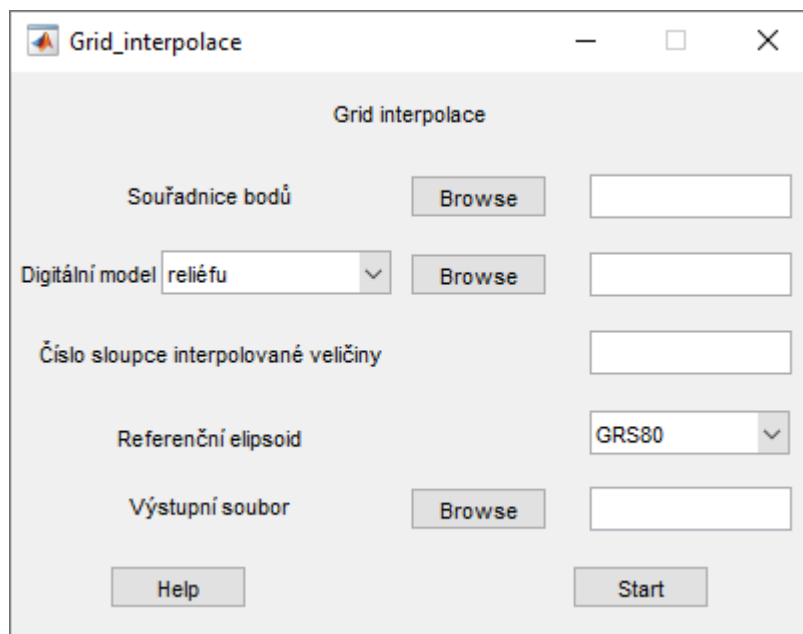 Grid_interpolace
Grid interpolace
Souřadnice bodů Browse
Digitální model reliéfu Browse
Číslo sloupce interpolované veličiny
Referenční elipsoid GRS80
Výstupní soubor Browse
Help Start